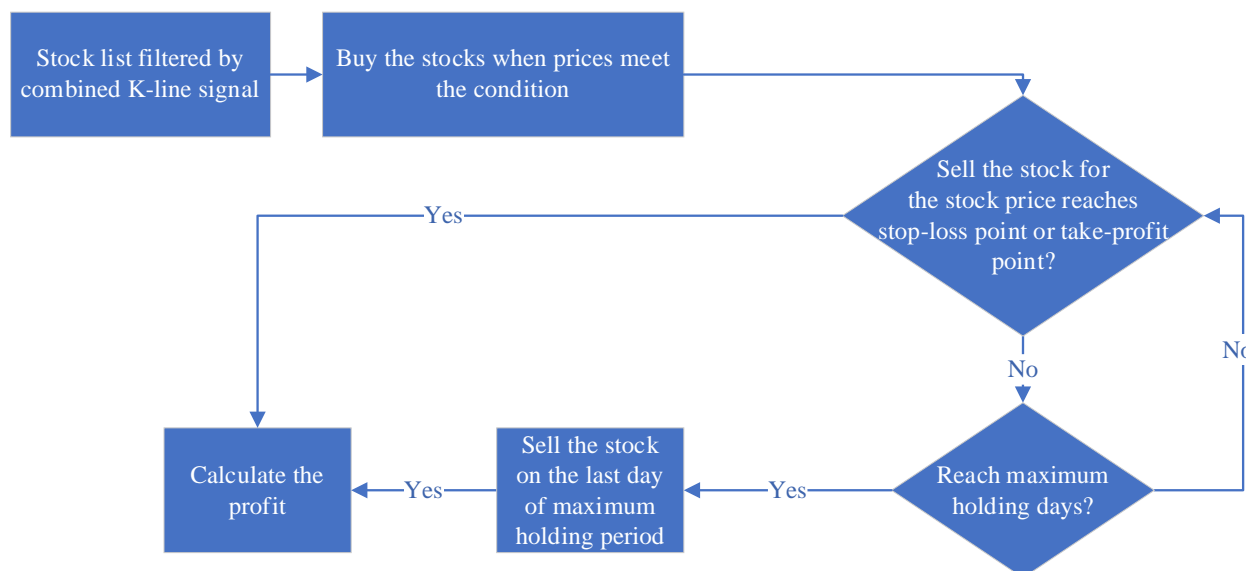 Stock list filtered by
combined K-line signal
Buy the stocks when prices meet
the condition
Sell the stock for
the stock price reaches
stop-loss point or take-profit
point?
Yes
No
No
Calculate the
profit
Yes
Sell the stock
on the last day
of maximum
holding period
Yes
Reach maximum
holding days?